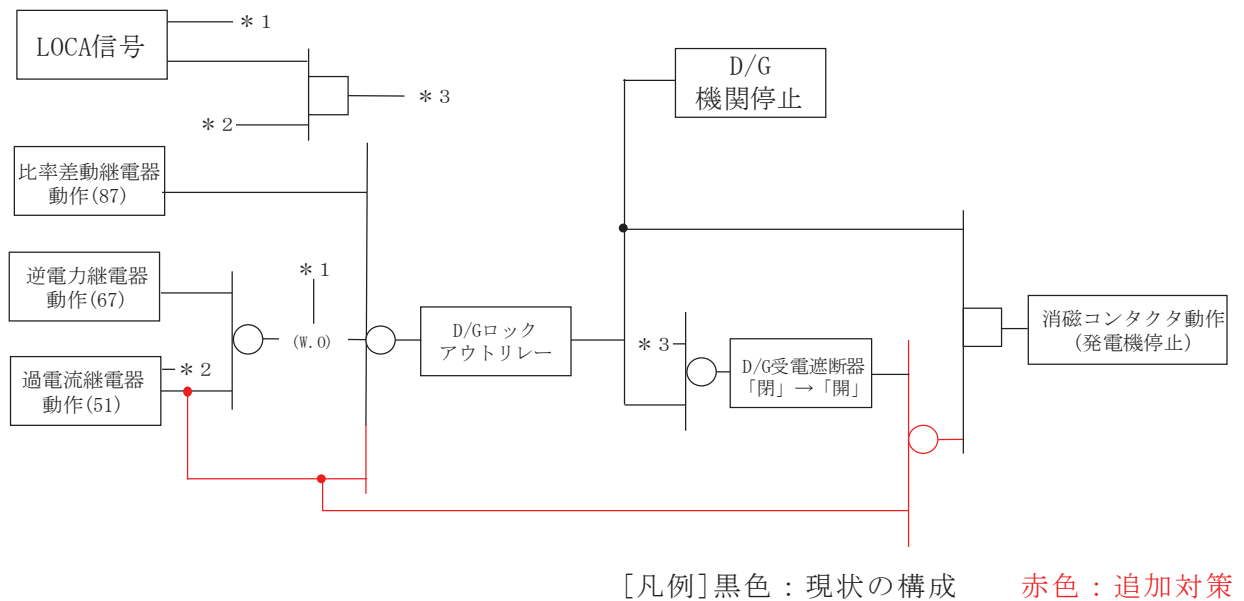 LOCA信号
＊1
＊3
＊2
D/G
機関停止
比率差動継電器
動作(87)
逆電力継電器
動作(67)
＊1
(W.O)
過電流継電器
動作(51)
＊2
D/Gロック
アウトリレー
＊3
D/G受電遮断器
「閉」→「開」
消磁コンタクタ動作
(発電機停止)
[凡例]黒色：現状の構成　赤色：追加対策